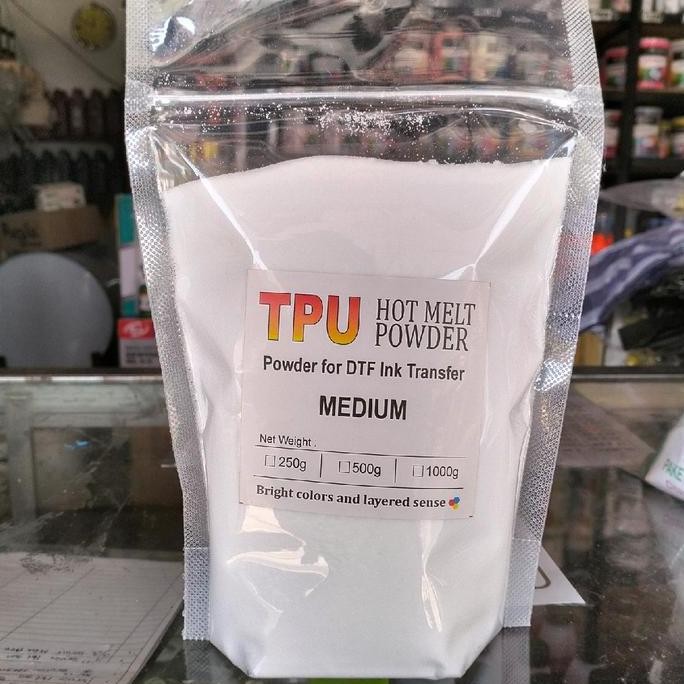 TPU HOT MELT
POWDER
Powder for DTF Ink Transfer
MEDIUM
Net Weight .
250g 500g 1000g
Bright colors and layered sense